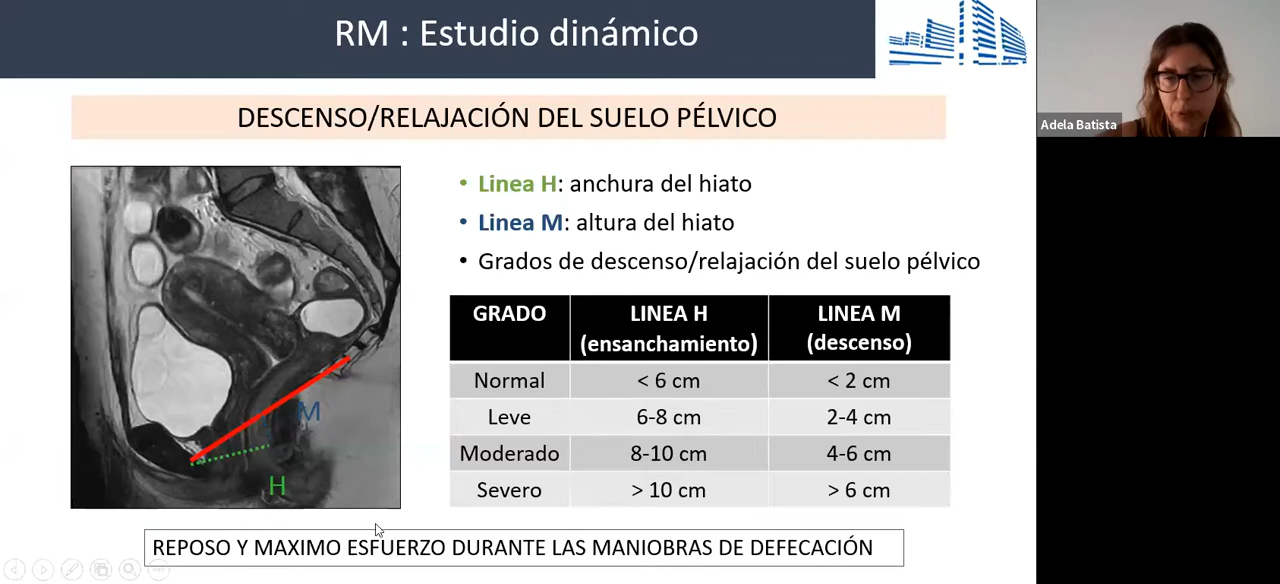 RM : Estudio dinámico
Adela Batista
DESCENSO/RELAJACIÓN DEL SUELO PÉLVICO
• Linea H: anchura del hiato
• Linea M: altura del hiato
• Grados de descenso/relajación del suelo pélvico
M
H
GRADO LINEA H (ensanchamiento) LINEA M (descenso)
Normal < 6 cm < 2 cm
Leve 6-8 cm 2-4 cm
Moderado 8-10 cm 4-6 cm
Severo > 10 cm > 6 cm
REPOSO Y MAXIMO ESFUERZO DURANTE LAS MANIOBRAS DE DEFECACIÓN